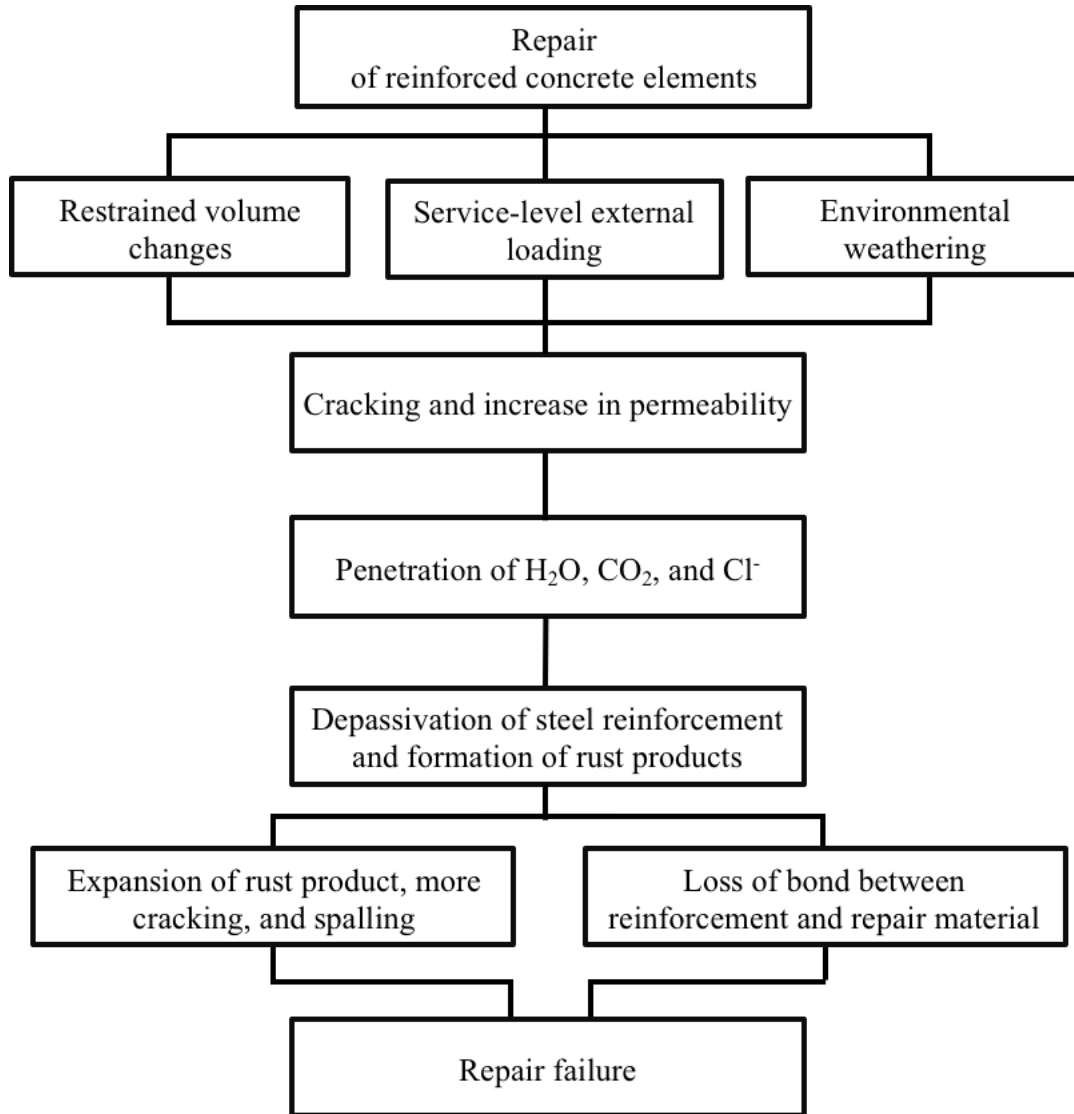 Repair
of reinforced concrete elements
Restrained volume
changes
Service-level external
loading
Environmental
weathering
Cracking and increase in permeability
Penetration of H₂O, CO₂, and Cl⁻
Depassivation of steel reinforcement
and formation of rust products
Expansion of rust product, more
cracking, and spalling
Loss of bond between
reinforcement and repair material
Repair failure